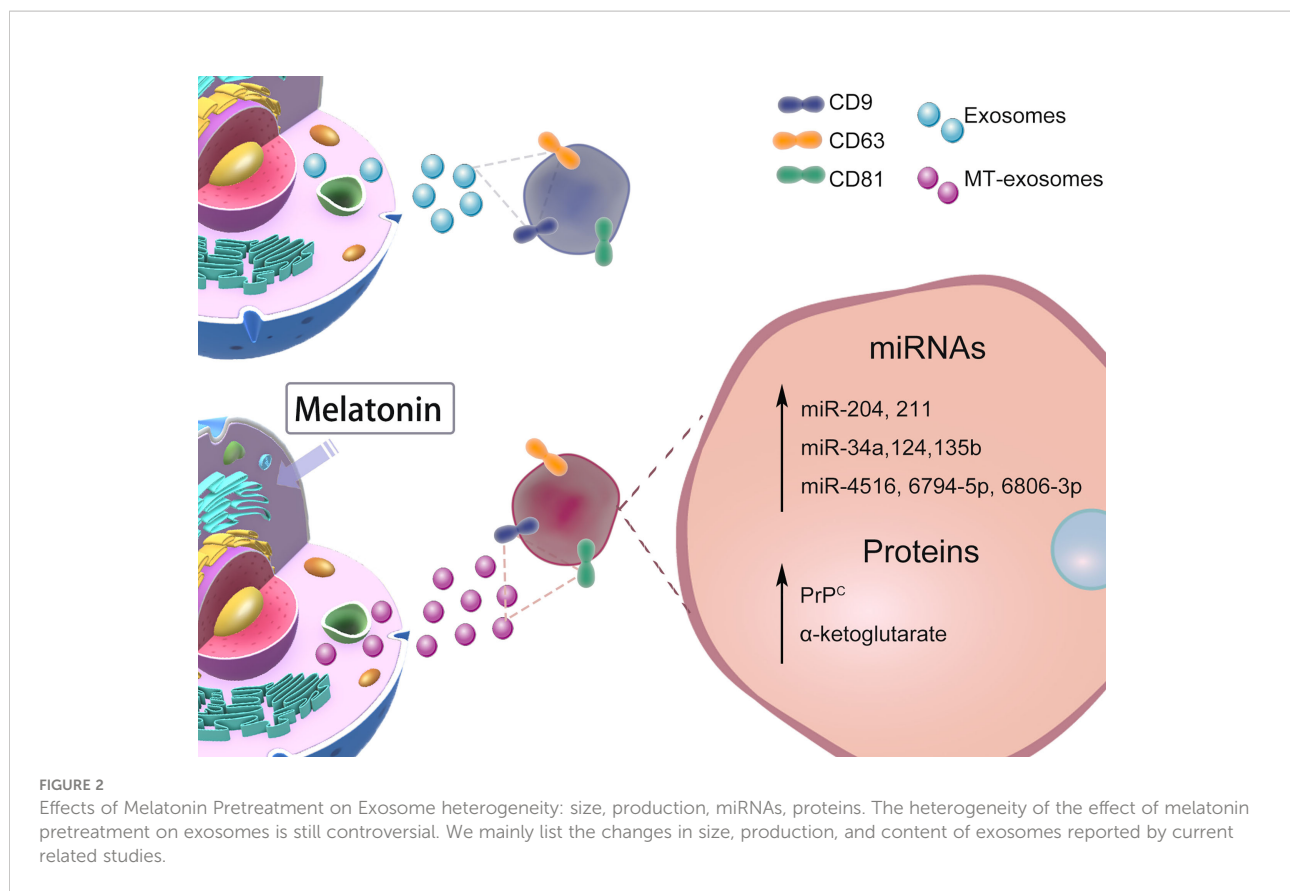 CD9
CD63
CD81
Exosomes
MT-exosomes
Melatonin
miRNAs
miR-204, 211
miR-34a,124,135b
miR-4516, 6794-5p, 6806-3p
Proteins
PrPᶜ
α-ketoglutarate
FIGURE 2
Effects of Melatonin Pretreatment on Exosome heterogeneity: size, production, miRNAs, proteins. The heterogeneity of the effect of melatonin
pretreatment on exosomes is still controversial. We mainly list the changes in size, production, and content of exosomes reported by current
related studies.